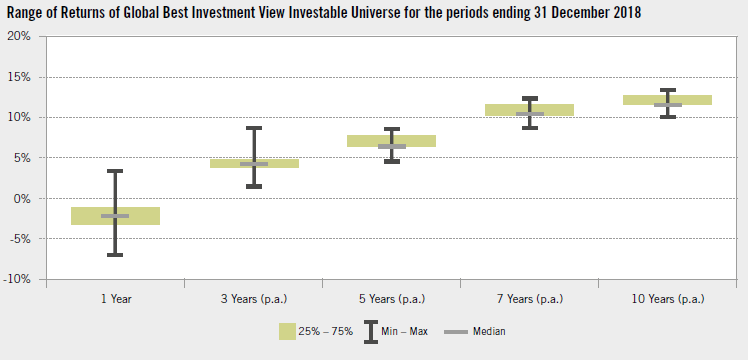 Range of Returns of Global Best Investment View Investable Universe for the periods ending 31 December 2018
20%
15%
10%
5%
0%
-5%
-10%
1 Year 3 Years (p.a.) 5 Years (p.a.) 7 Years (p.a.) 10 Years (p.a.)
25% – 75% Min – Max Median